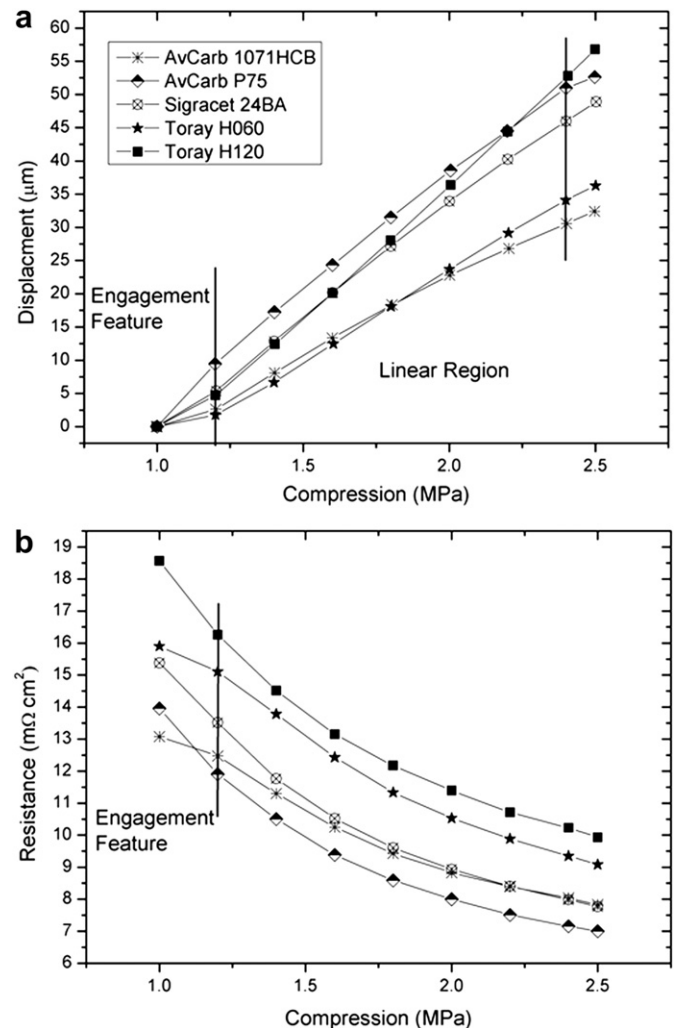 a
60
55
50
45
40
35
30
25
20
15
10
5
0
Displacment (μm)
AvCarb 1071HCB
AvCarb P75
Sigracet 24BA
Toray H060
Toray H120
Engagement
Feature
Linear Region
1.0 1.5 2.0 2.5
Compression (MPa)
b
19
18
17
16
15
14
13
12
11
10
9
8
7
6
Resistance (mΩ cm²)
Engagement
Feature
1.0 1.5 2.0 2.5
Compression (MPa)